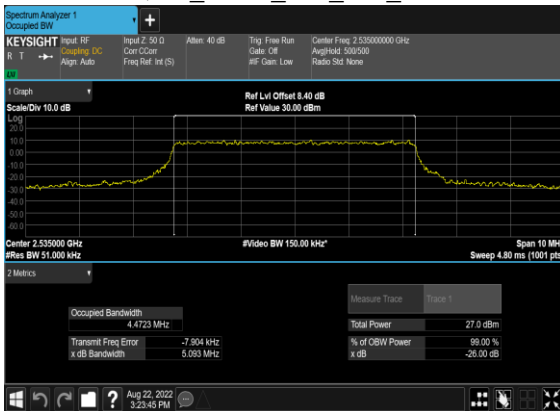 Spectrum Analyzer 1
Occupied BW
+
KEYSIGHT Input: RF Input Z: 50 Ω Atten: 40 dB Trig: Free Run Center Freq: 2.535000000 GHz
R T Coupling: DC Corr CCorr Gate: Off Avg|Hold: 500/500
Align: Auto Freq Ref: Int (S) #IF Gain: Low Radio Std: None
1 Graph
Ref Lvl Offset 8.40 dB
Scale/Div 10.0 dB Ref Value 30.00 dBm
Log
20.0
10.0
0.00
-10.0
-20.0
-30.0
-40.0
-50.0
-60.0
Center 2.535000 GHz #Video BW 150.00 kHz* Span 10 MH
#Res BW 51.000 kHz Sweep 4.80 ms (1001 pts
2 Metrics
Measure Trace Trace 1
Occupied Bandwidth
4.4723 MHz
Total Power 27.0 dBm
Transmit Freq Error -7.904 kHz % of OBW Power 99.00 %
x dB Bandwidth 5.093 MHz x dB -26.00 dB
? Aug 22, 2022
3:23:45 PM